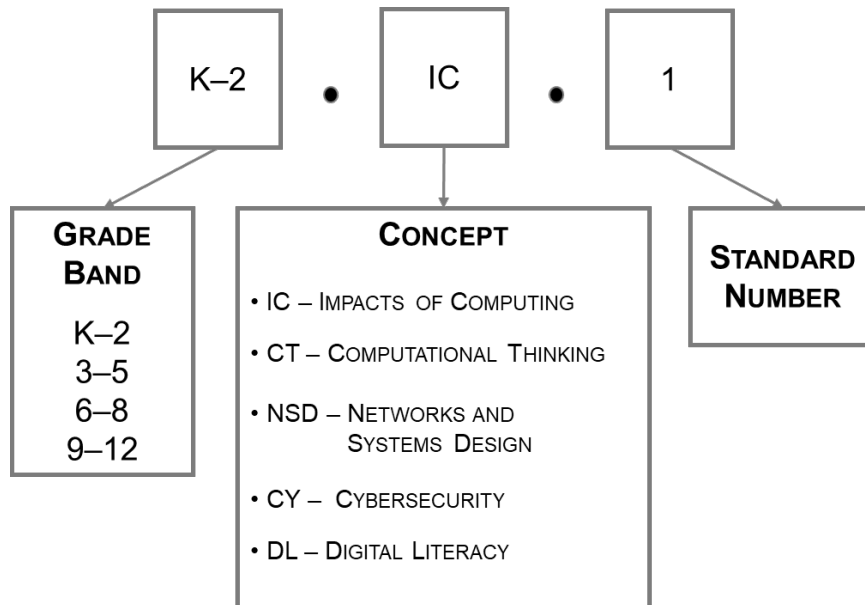 K–2 • IC • 1
GRADE
BAND
K–2
3–5
6–8
9–12
CONCEPT
• IC – IMPACTS OF COMPUTING
• CT – COMPUTATIONAL THINKING
• NSD – NETWORKS AND
SYSTEMS DESIGN
• CY – CYBERSECURITY
• DL – DIGITAL LITERACY
STANDARD
NUMBER